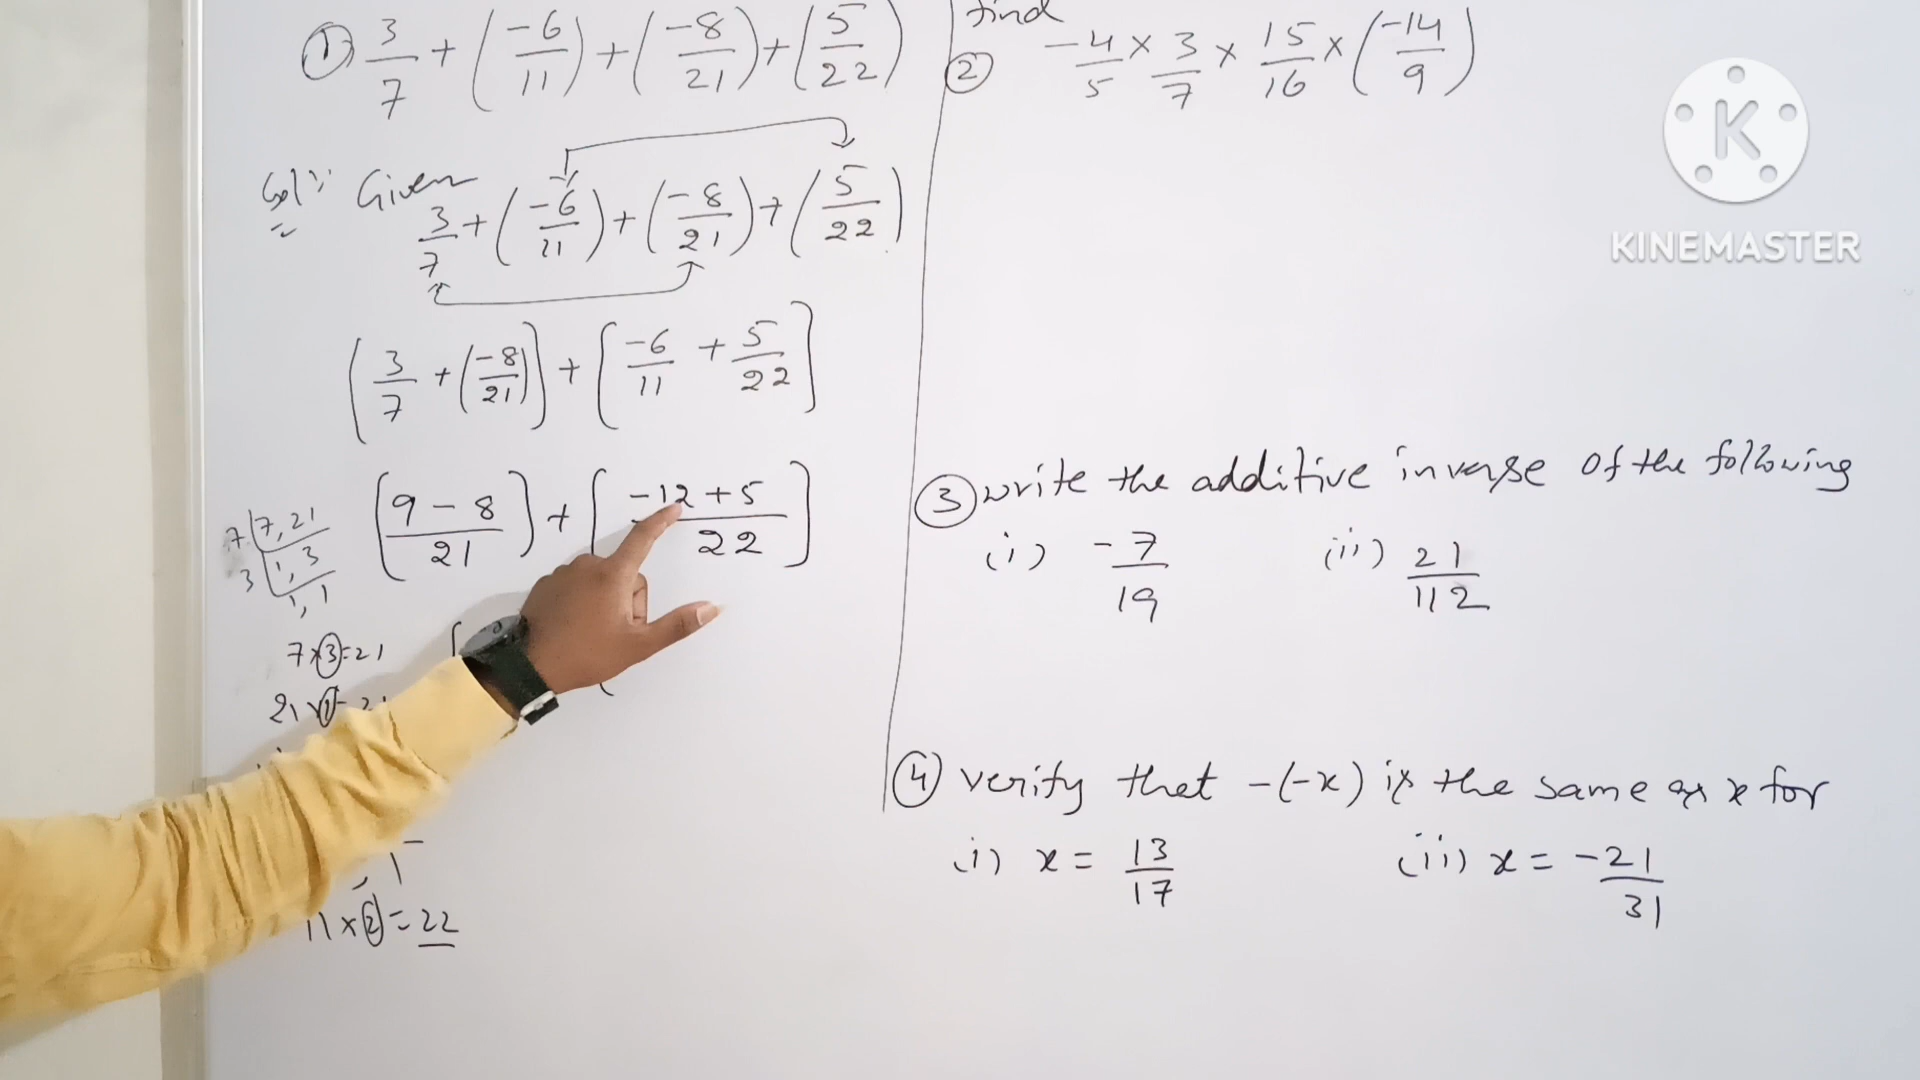 ① 3/7 + (-6/11) + (-8/21) + (5/22)
Given
3/7 + (-6/21) + (-8/21) + (5/22)
(3/7 + (-8/21)] + [-6/11 + 5/22]
(9 - 8/21) + [-12 + 5/22]
7 | 7, 21
3 | 1, 3
1, 1
7 x 3 = 21
11 x 2 = 22
find
② -4/5 x 3/7 x 15/16 x (-14/9)
③ write the additive inverse of the following
(i) -7/19 (ii) 21/112
④ verify that -(-x) is the same as x for
(i) x = 13/17 (ii) x = -21/31
K
KINEMASTER